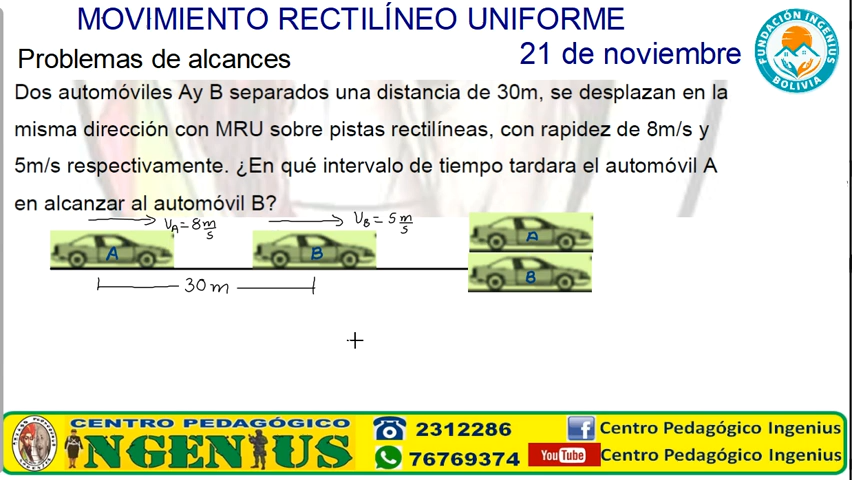 MOVIMIENTO RECTILÍNEO UNIFORME
Problemas de alcances
21 de noviembre
FUNDACIÓN INGENIUS
BOLIVIA
Dos automóviles Ay B separados una distancia de 30m, se desplazan en la
misma dirección con MRU sobre pistas rectilíneas, con rapidez de 8m/s y
5m/s respectivamente. ¿En qué intervalo de tiempo tardara el automóvil A
en alcanzar al automóvil B?
V_A = 8 m/s
V_B = 5 m/s
A
B
A
B
30 m
CENTRO PEDAGÓGICO
INGENIUS
2312286
76769374
f Centro Pedagógico Ingenius
YouTube Centro Pedagógico Ingenius